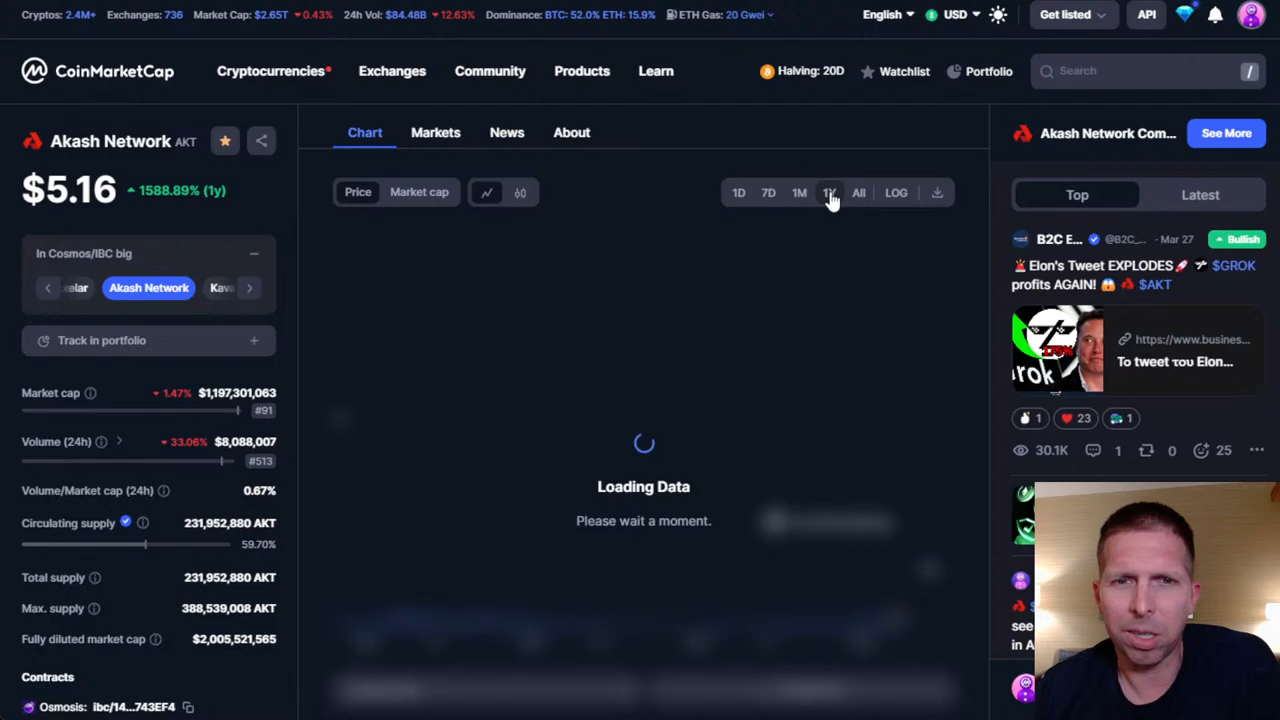 Cryptos: 2.4M+ Exchanges: 736 Market Cap: $2.65T 0.43% 24h Vol: $84.48B 12.63% Dominance: BTC: 52.0% ETH: 15.9% ETH Gas: 20 Gwei English USD Get listed API
CoinMarketCap Cryptocurrencies Exchanges Community Products Learn Halving: 20D Watchlist Portfolio Search /
Akash Network AKT
$5.16 1588.89% (1y)
In Cosmos/IBC big
elar Akash Network Kava
Track in portfolio +
Market cap 1.47% $1,197,301,063
#91
Volume (24h) 33.06% $8,088,007
#513
Volume/Market cap (24h) 0.67%
Circulating supply 231,952,880 AKT
59.70%
Total supply 231,952,880 AKT
Max. supply 388,539,008 AKT
Fully diluted market cap $2,005,521,565
Contracts
Osmosis: ibc/14...743EF4
Chart Markets News About
Price Market cap 1D 7D 1M 1Y All LOG
Loading Data
Please wait a moment.
Akash Network Com... See More
Top Latest
B2C E... @B2C_... · Mar 27 Bullish
Elon's Tweet EXPLODES $GROK
profits AGAIN! $AKT
175%
Grok
https://www.busines...
Το tweet του Elon...
1 23 1
30.1K 1 0 25
see
in A